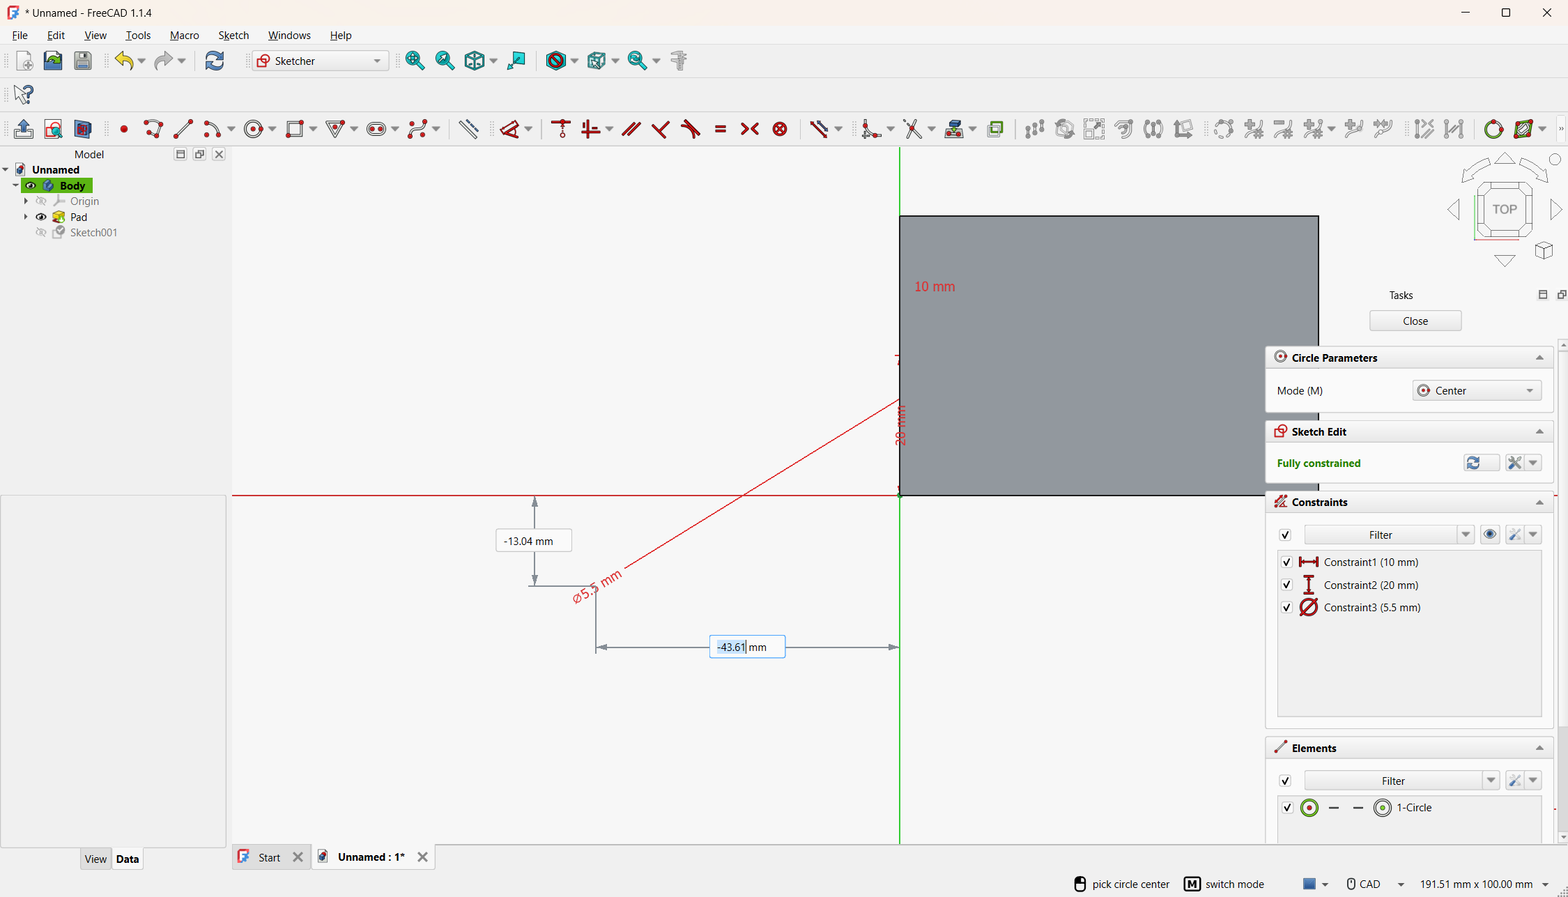 * Unnamed - FreeCAD 1.1.4
File Edit View Tools Macro Sketch Windows Help
Sketcher
Model
Unnamed
Body
Origin
Pad
Sketch001
10 mm
20 mm
-13.04 mm
⌀5.5 mm
-43.61 mm
TOP
Tasks
Close
Circle Parameters
Mode (M) Center
Sketch Edit
Fully constrained
Constraints
Filter
Constraint1 (10 mm)
Constraint2 (20 mm)
Constraint3 (5.5 mm)
Elements
Filter
1-Circle
View Data
Start Unnamed : 1*
pick circle center M switch mode CAD 191.51 mm x 100.00 mm